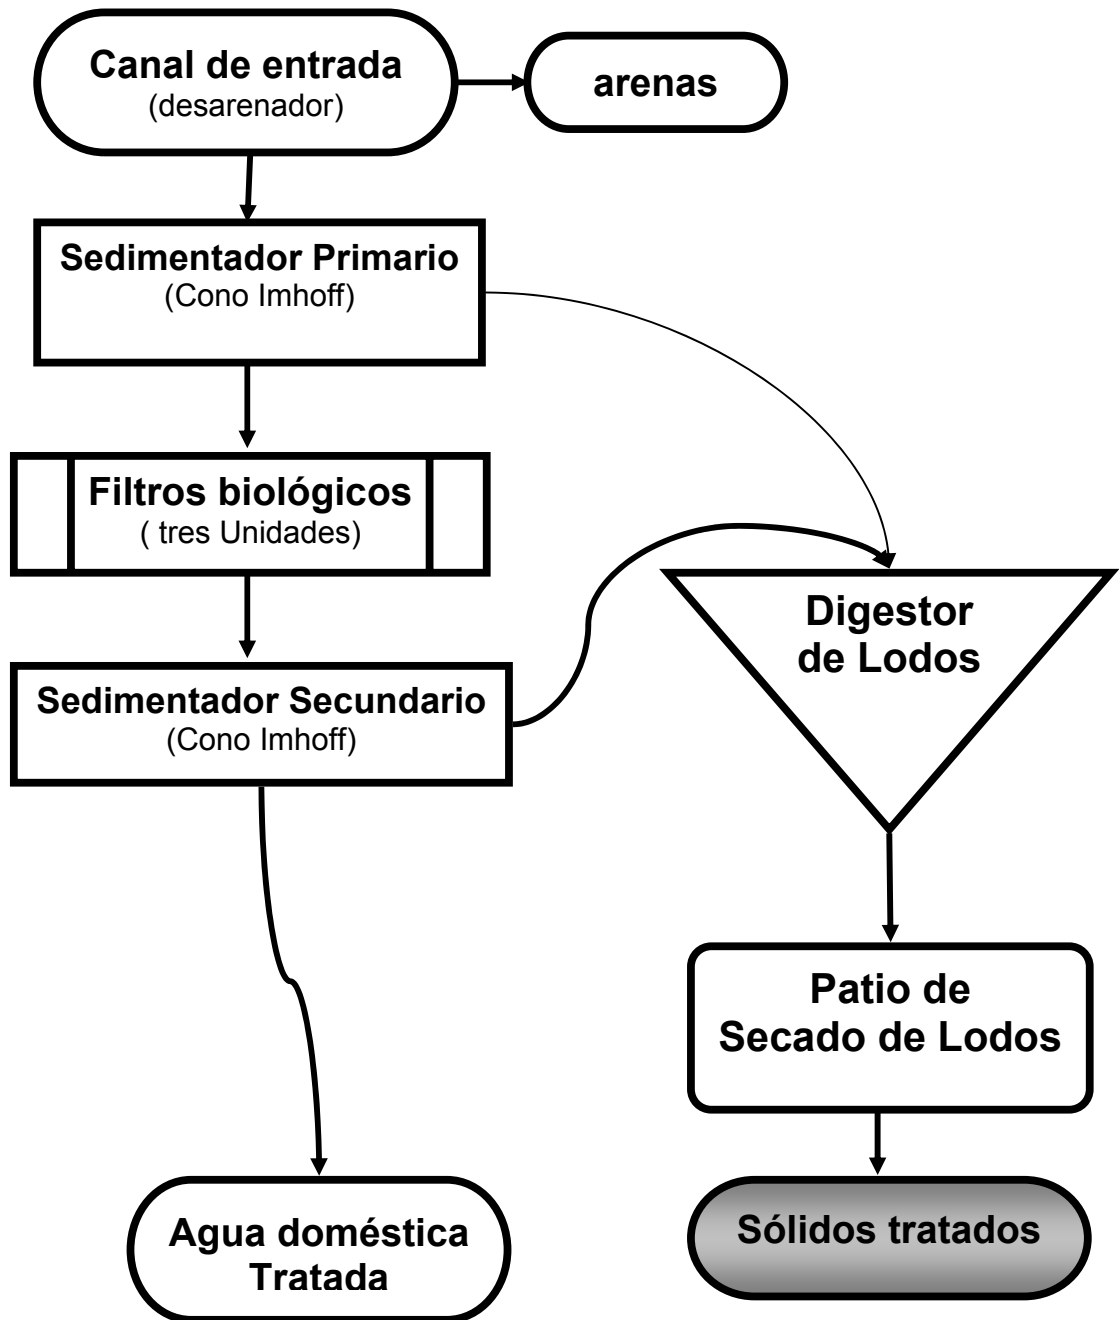 Canal de entrada
(desarenador)
arenas
Sedimentador Primario
(Cono Imhoff)
Filtros biológicos
( tres Unidades)
Sedimentador Secundario
(Cono Imhoff)
Digestor
de Lodos
Patio de
Secado de Lodos
Agua doméstica
Tratada
Sólidos tratados